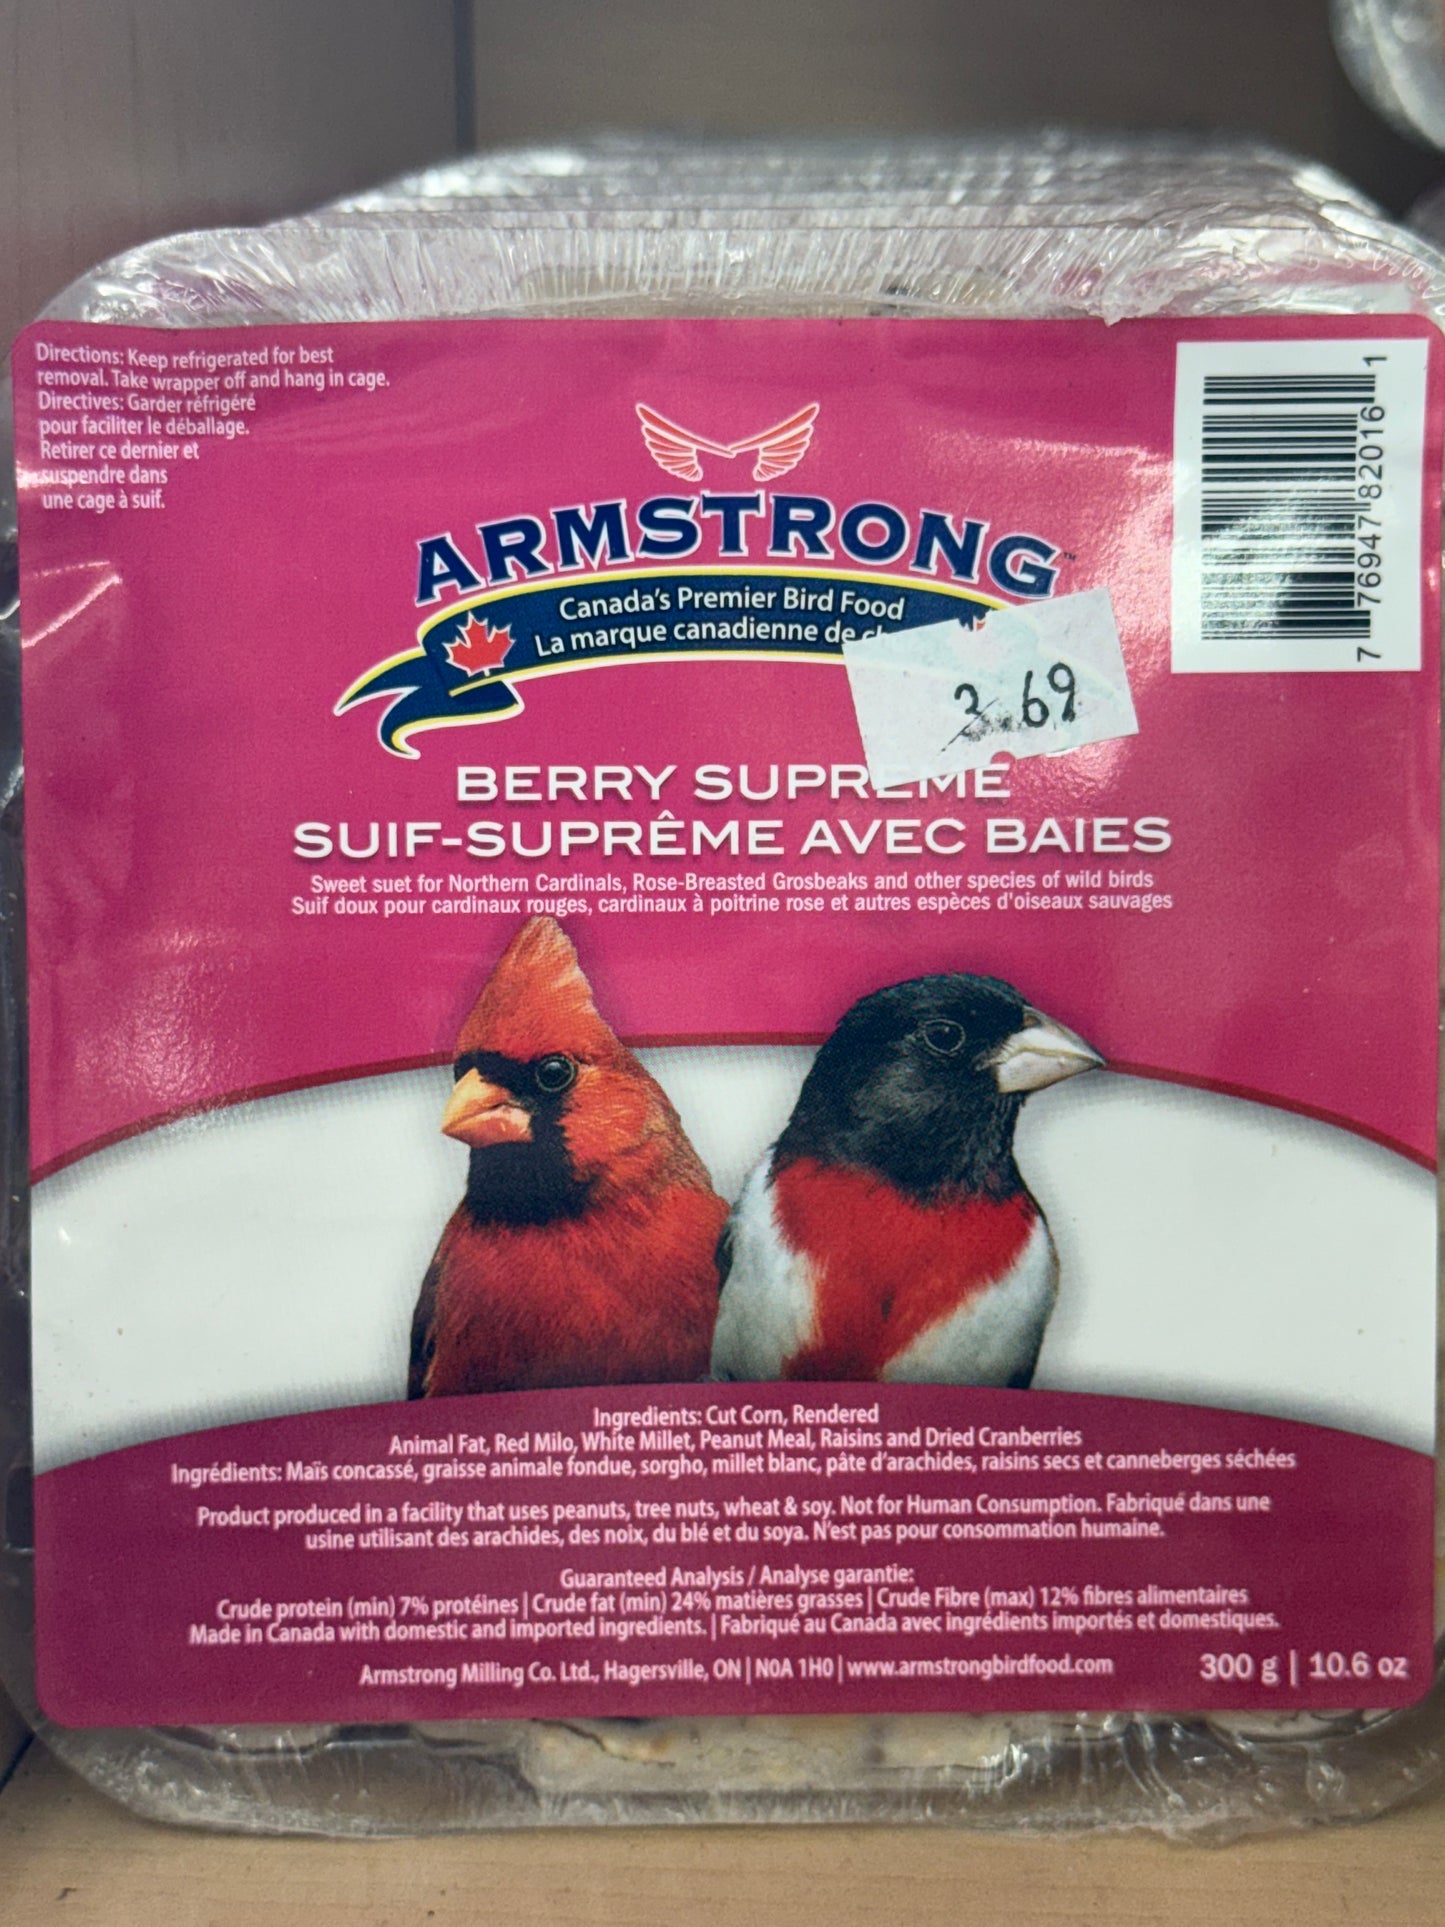 Directions: Keep refrigerated for best
removal. Take wrapper off and hang in cage.
Directives: Garder réfrigéré
pour faciliter le déballage.
Retirer ce dernier et
suspendre dans
une cage à suif.
7 76947 82016 1
ARMSTRONG™
Canada's Premier Bird Food
La marque canadienne de
3.69
BERRY SUPREME
SUIF-SUPRÊME AVEC BAIES
Sweet suet for Northern Cardinals, Rose-Breasted Grosbeaks and other species of wild birds
Suif doux pour cardinaux rouges, cardinaux à poitrine rose et autres espèces d'oiseaux sauvages
Ingredients: Cut Corn, Rendered
Animal Fat, Red Milo, White Millet, Peanut Meal, Raisins and Dried Cranberries
Ingrédients: Maïs concassé, graisse animale fondue, sorgho, millet blanc, pâte d'arachides, raisins secs et canneberges séchées
Product produced in a facility that uses peanuts, tree nuts, wheat & soy. Not for Human Consumption. Fabriqué dans une
usine utilisant des arachides, des noix, du blé et du soya. N'est pas pour consommation humaine.
Guaranteed Analysis / Analyse garantie:
Crude protein (min) 7% protéines | Crude fat (min) 24% matières grasses | Crude Fibre (max) 12% fibres alimentaires
Made in Canada with domestic and imported ingredients. | Fabriqué au Canada avec ingrédients importés et domestiques.
Armstrong Milling Co. Ltd., Hagersville, ON | N0A 1H0 | www.armstrongbirdfood.com
300 g | 10.6 oz